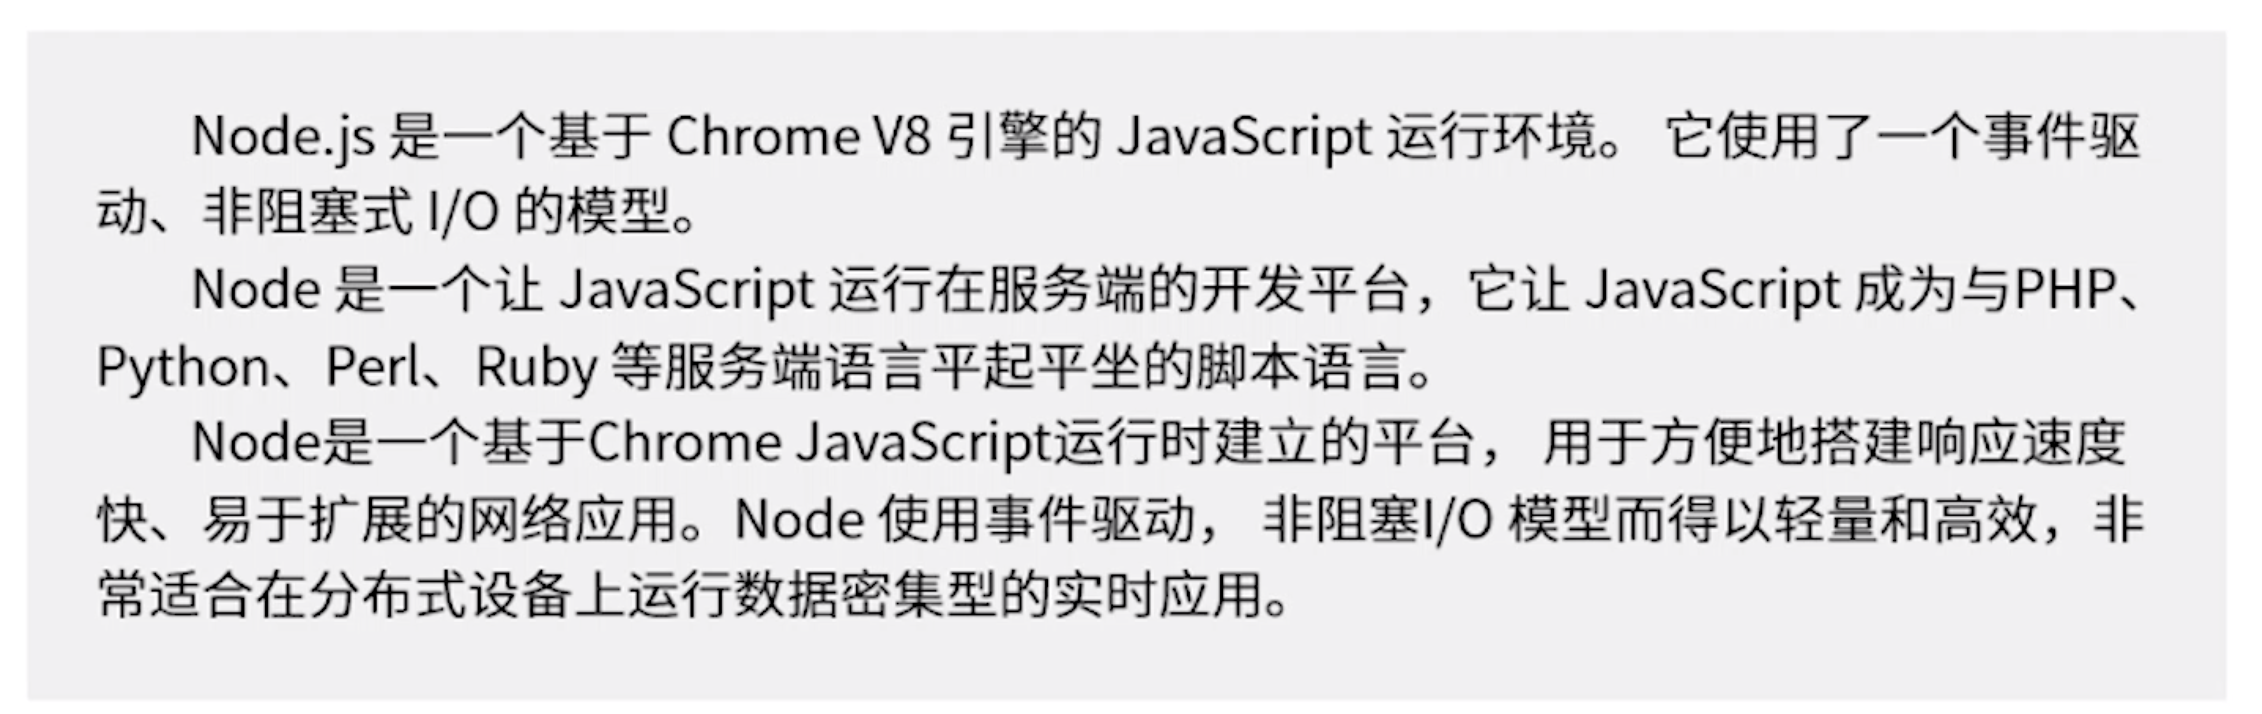 Node.js 是一个基于 Chrome V8 引擎的 JavaScript 运行环境。 它使用了一个事件驱
动、非阻塞式 I/O 的模型。
Node 是一个让 JavaScript 运行在服务端的开发平台，它让 JavaScript 成为与PHP、
Python、Perl、Ruby 等服务端语言平起平坐的脚本语言。
Node是一个基于Chrome JavaScript运行时建立的平台， 用于方便地搭建响应速度
快、易于扩展的网络应用。Node 使用事件驱动， 非阻塞I/O 模型而得以轻量和高效，非
常适合在分布式设备上运行数据密集型的实时应用。